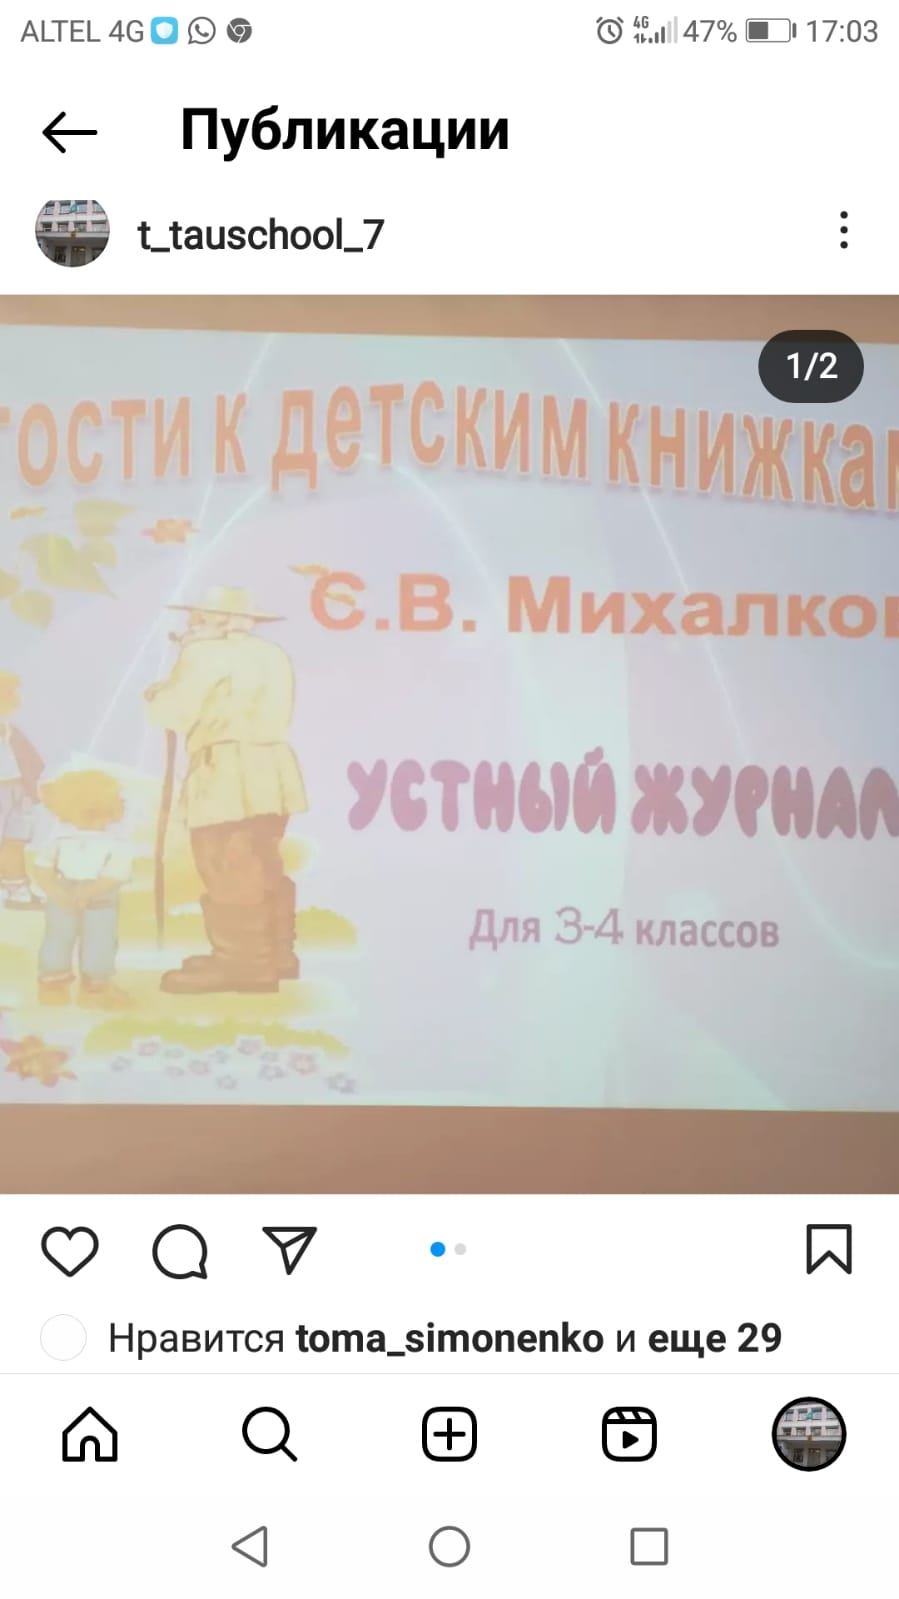 ALTEL 4G 4G 47% 17:03
Публикации
t_tauschool_7
1/2
гости к детским книжкам
С.В. Михалков
УСТНЫЙ ЖУРНАЛ
Для 3-4 классов
Нравится toma_simonenko и еще 29